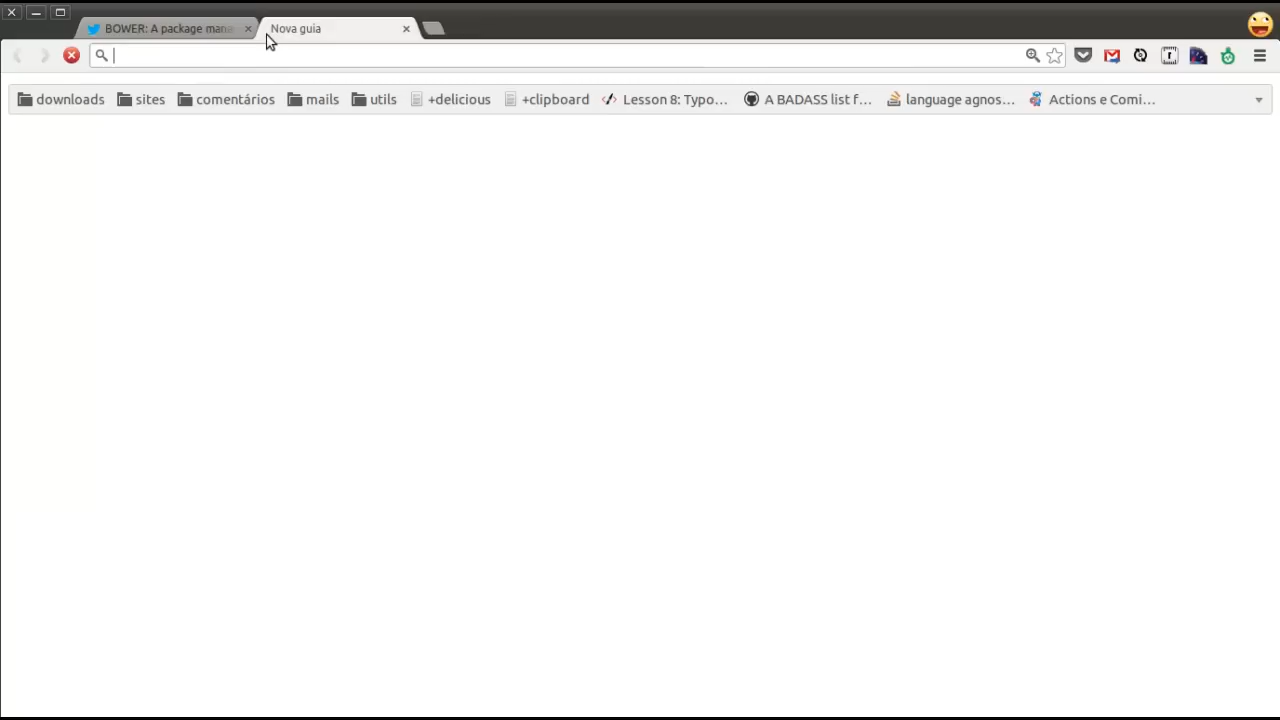 BOWER: A package mana
Nova guia
downloads sites comentários mails utils +delicious +clipboard Lesson 8: Typo... A BADASS list f... language agnos... Actions e Comi...